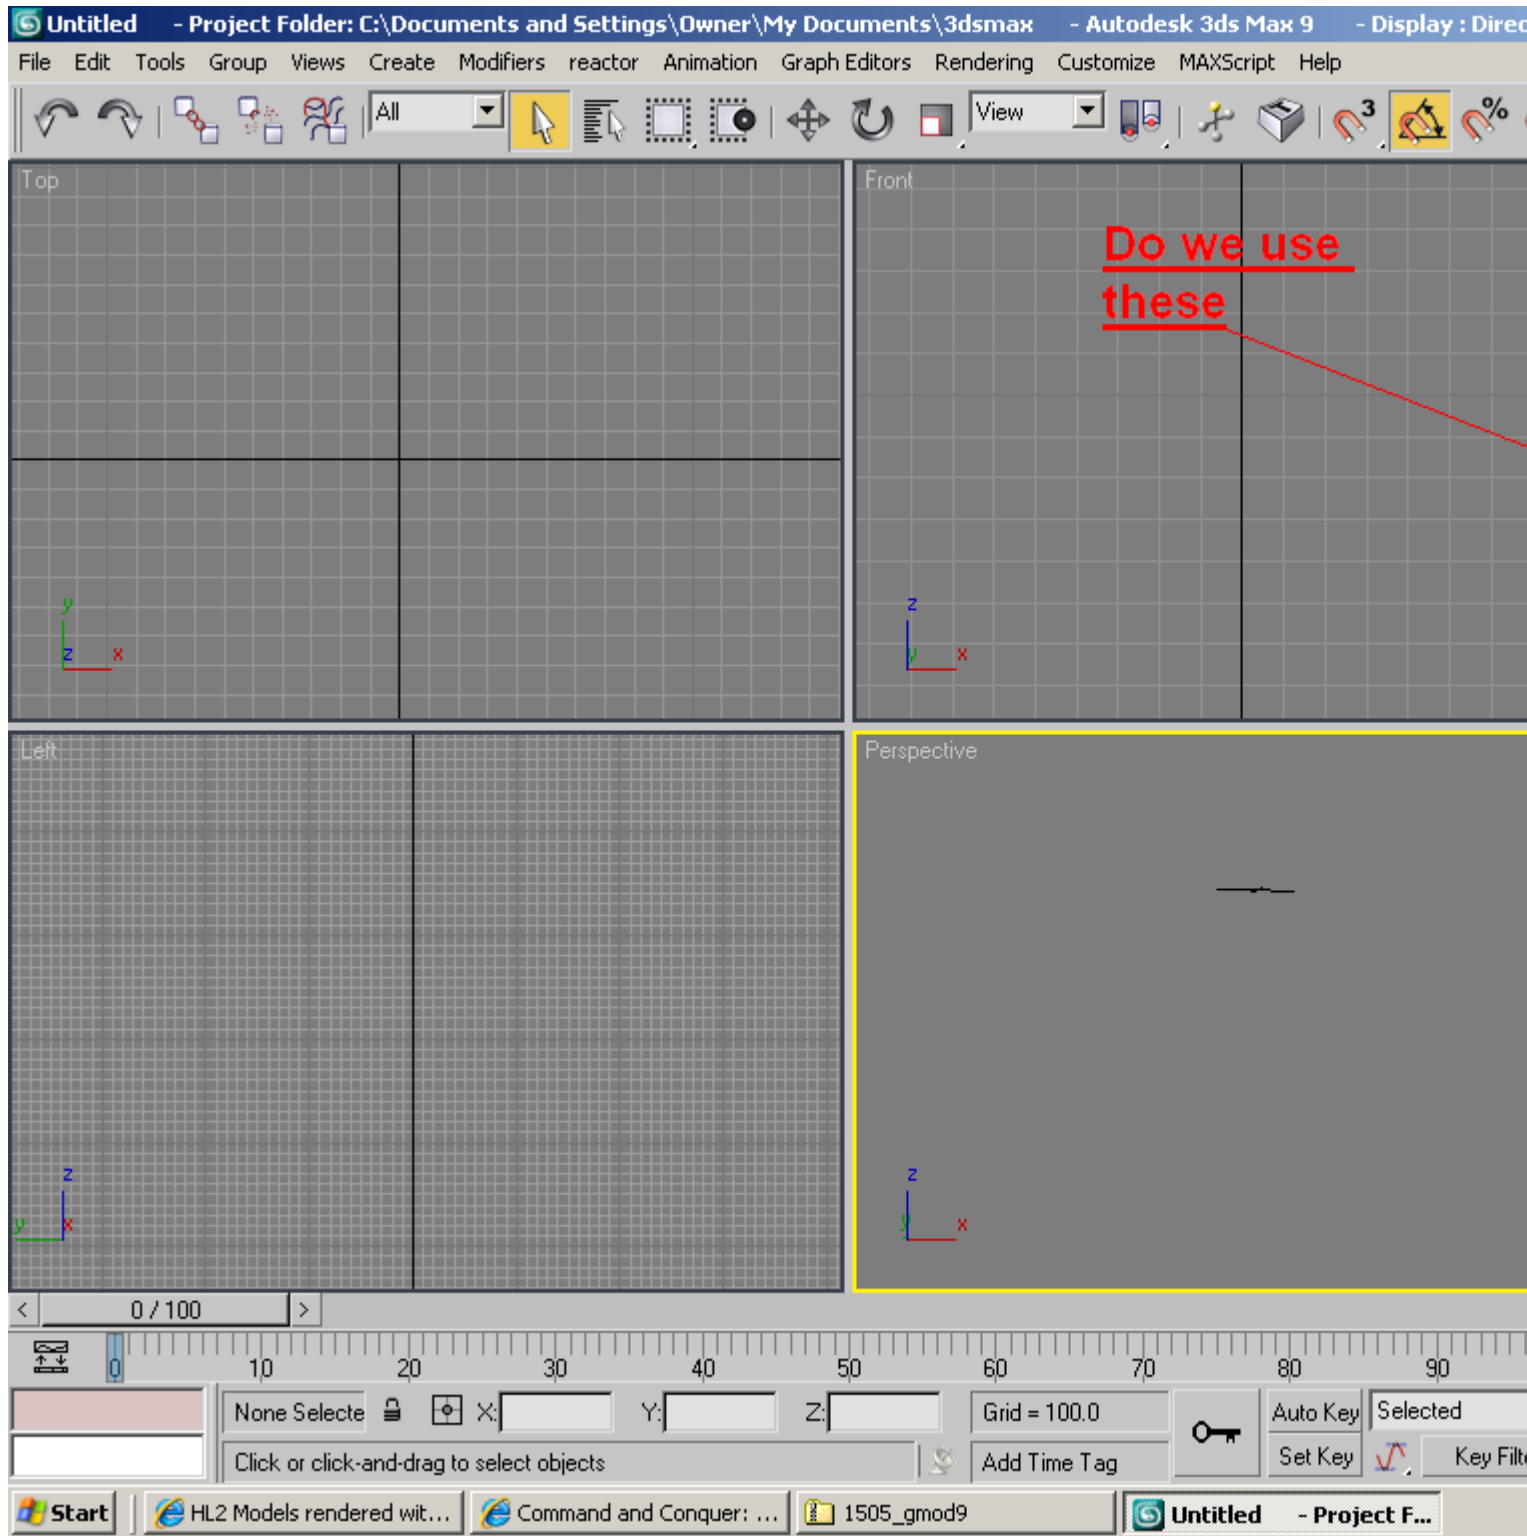 Untitled - Project Folder: C:\Documents and Settings\Owner\My Documents\3dsmax - Autodesk 3ds Max 9 - Display : Direc
File Edit Tools Group Views Create Modifiers reactor Animation Graph Editors Rendering Customize MAXScript Help
All View 3 %
Top
Front
Do we use
these
y
z x
z
y x
Left
Perspective
z
y x
z
y x
< 0 / 100 >
0 10 20 30 40 50 60 70 80 90
None Selecte X: Y: Z: Grid = 100.0 Auto Key Selected
Click or click-and-drag to select objects Add Time Tag Set Key Key Filte
Start HL2 Models rendered wit... Command and Conquer: ... 1505_gmod9 Untitled - Project F...